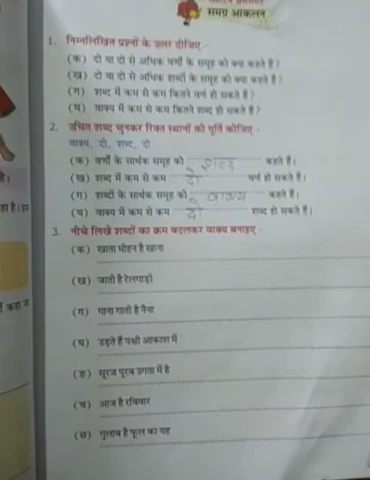 समग्र आकलन
1. निम्नलिखित प्रश्नों के उत्तर दीजिए -
(क) दो या दो से अधिक वर्णों के समूह को क्या कहते हैं?
(ख) दो या दो से अधिक शब्दों के समूह को क्या कहते हैं?
(ग) शब्द में कम से कम कितने वर्ण हो सकते हैं?
(घ) वाक्य में कम से कम कितने शब्द हो सकते हैं?
2. उचित शब्द चुनकर रिक्त स्थानों की पूर्ति कीजिए -
वाक्य, दो, शब्द, दो
(क) वर्णों के सार्थक समूह को शब्द कहते हैं।
(ख) शब्द में कम से कम दो वर्ण हो सकते हैं।
(ग) शब्दों के सार्थक समूह को वाक्य कहते हैं।
(घ) वाक्य में कम से कम दो शब्द हो सकते हैं।
3. नीचे लिखे शब्दों का क्रम बदलकर वाक्य बनाइए -
(क) खाता मोहन है खाना
(ख) जाती है रेलगाड़ी
(ग) गाना गाती है नैना
(घ) उड़ते हैं पक्षी आकाश में
(ङ) सूरज पूरब उगता में है
(च) आज है रविवार
(छ) गुलाब है फूल का यह